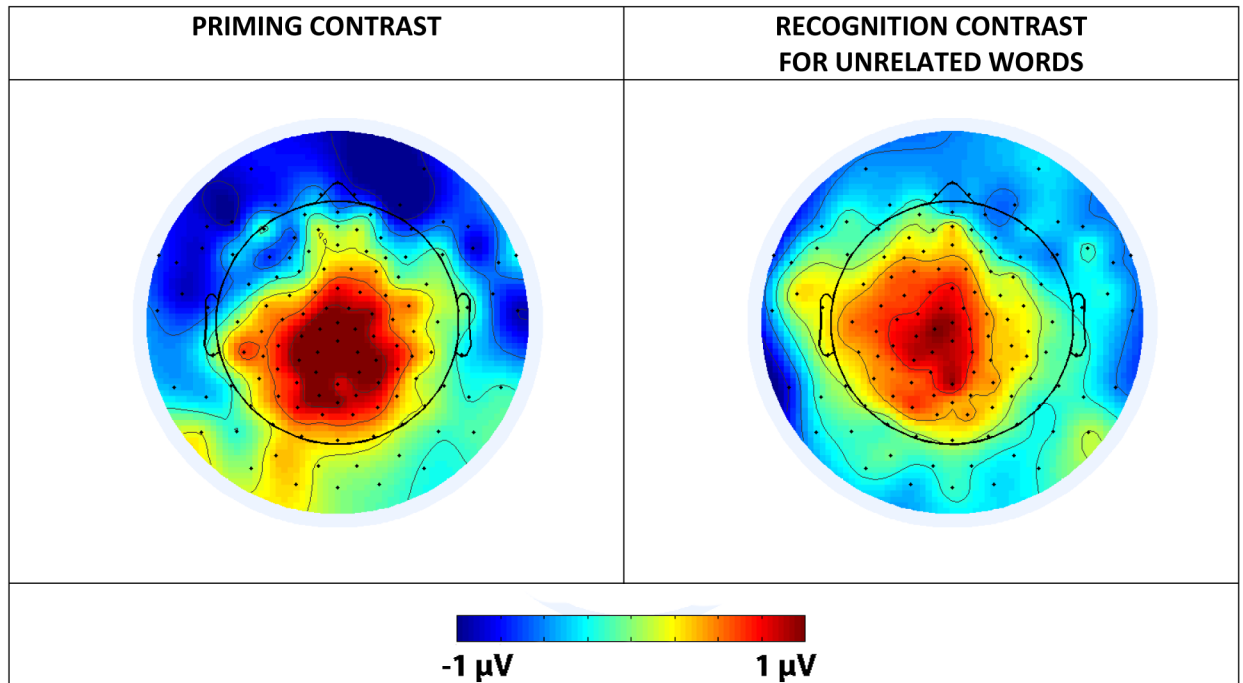 PRIMING CONTRAST
RECOGNITION CONTRAST
FOR UNRELATED WORDS
-1 µV
1 µV